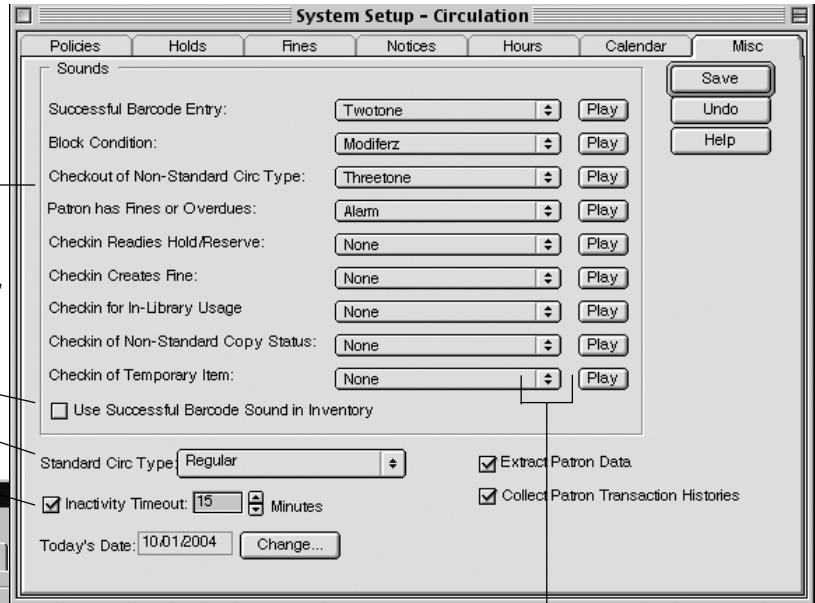 System Setup - Circulation
Policies Holds Fines Notices Hours Calendar Misc
Sounds
Save
Undo
Help
Successful Barcode Entry: Twotone Play
Block Condition: Modiferz Play
Checkout of Non-Standard Circ Type: Threetone Play
Patron has Fines or Overdues: Alarm Play
Checkin Readies Hold/Reserve: None Play
Checkin Creates Fine: None Play
Checkin for In-Library Usage None Play
Checkin of Non-Standard Copy Status: None Play
Checkin of Temporary Item: None Play
Use Successful Barcode Sound in Inventory
Standard Circ Type: Regular
Extract Patron Data
Inactivity Timeout: 15 Minutes
Collect Patron Transaction Histories
Today's Date: 10/01/2004 Change...